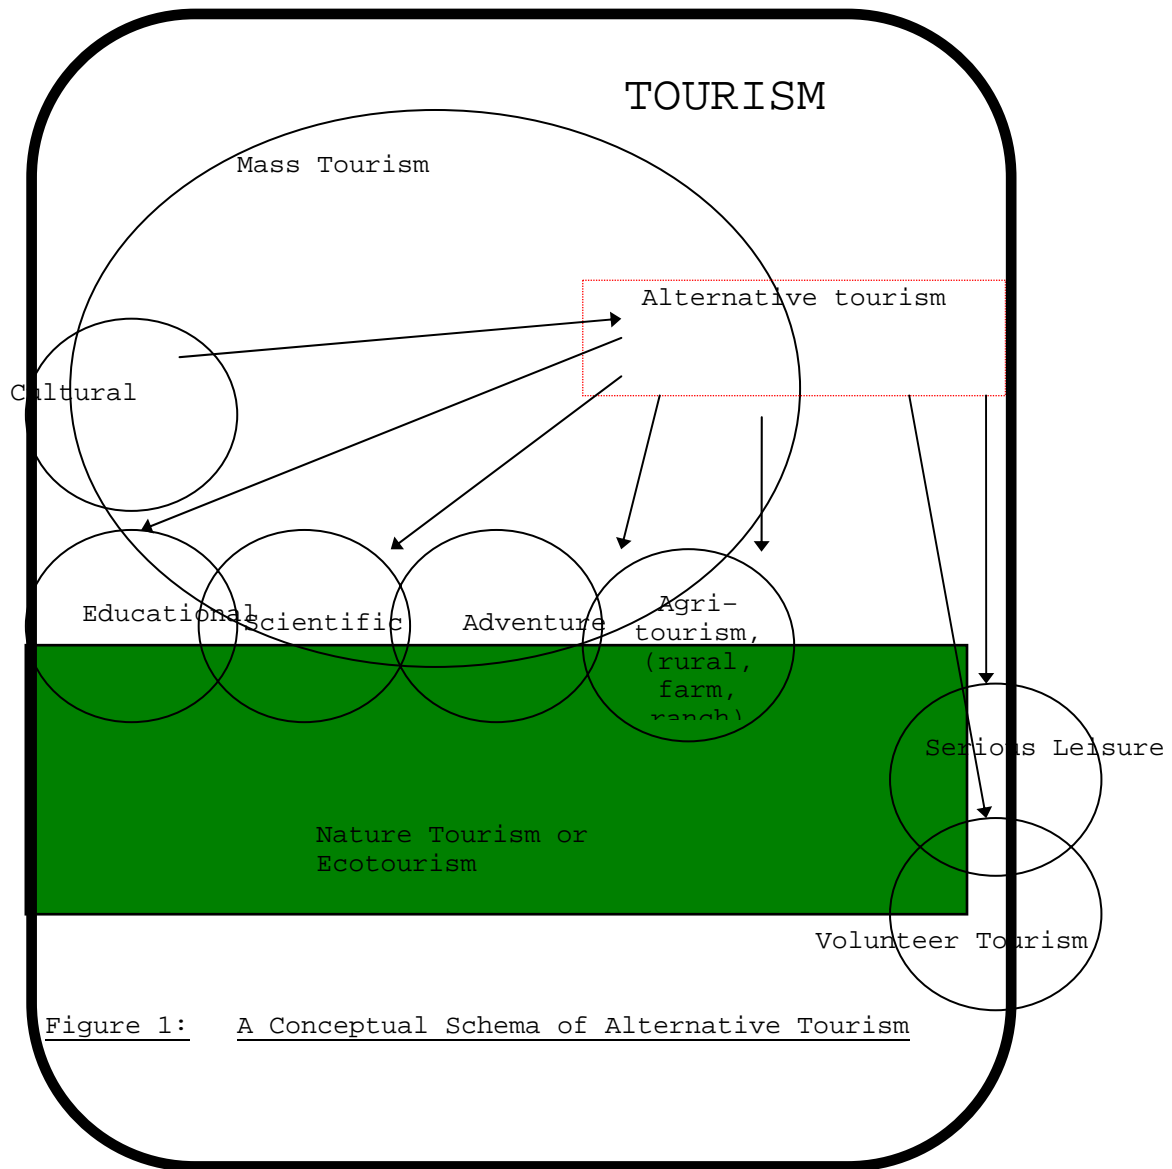 TOURISM
Mass Tourism
Alternative tourism
Cultural
Educational
Scientific
Adventure
Agri-
tourism,
(rural,
farm,
ranch)
Serious Leisure
Nature Tourism or
Ecotourism
Volunteer Tourism
Figure 1: A Conceptual Schema of Alternative Tourism